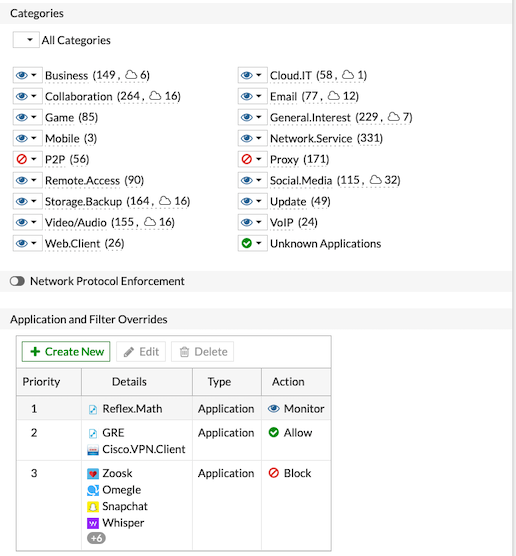 Categories
All Categories
Business (149, 6) Cloud.IT (58, 1)
Collaboration (264, 16) Email (77, 12)
Game (85) General.Interest (229, 7)
Mobile (3) Network.Service (331)
P2P (56) Proxy (171)
Remote.Access (90) Social.Media (115, 32)
Storage.Backup (164, 16) Update (49)
Video/Audio (155, 16) VoIP (24)
Web.Client (26) Unknown Applications
Network Protocol Enforcement
Application and Filter Overrides
+ Create New Edit Delete
Priority Details Type Action
1 Reflex.Math Application Monitor
2 GRE Application Allow
Cisco.VPN.Client
3 Zoosk Application Block
Omegle
Snapchat
Whisper
+6